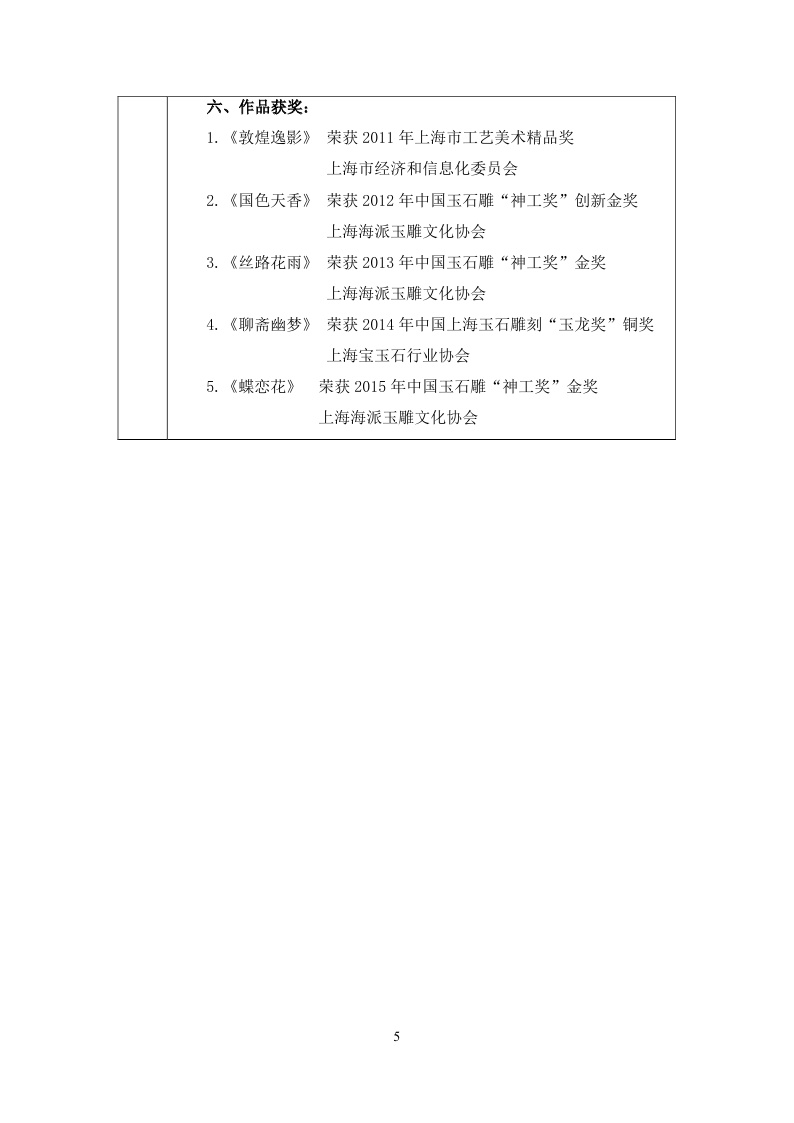 六、作品获奖：
1.《敦煌逸影》 荣获 2011 年上海市工艺美术精品奖
上海市经济和信息化委员会
2.《国色天香》 荣获 2012 年中国玉石雕“神工奖”创新金奖
上海海派玉雕文化协会
3.《丝路花雨》 荣获 2013 年中国玉石雕“神工奖”金奖
上海海派玉雕文化协会
4.《聊斋幽梦》 荣获 2014 年中国上海玉石雕刻“玉龙奖”铜奖
上海宝玉石行业协会
5.《蝶恋花》 荣获 2015 年中国玉石雕“神工奖”金奖
上海海派玉雕文化协会
5